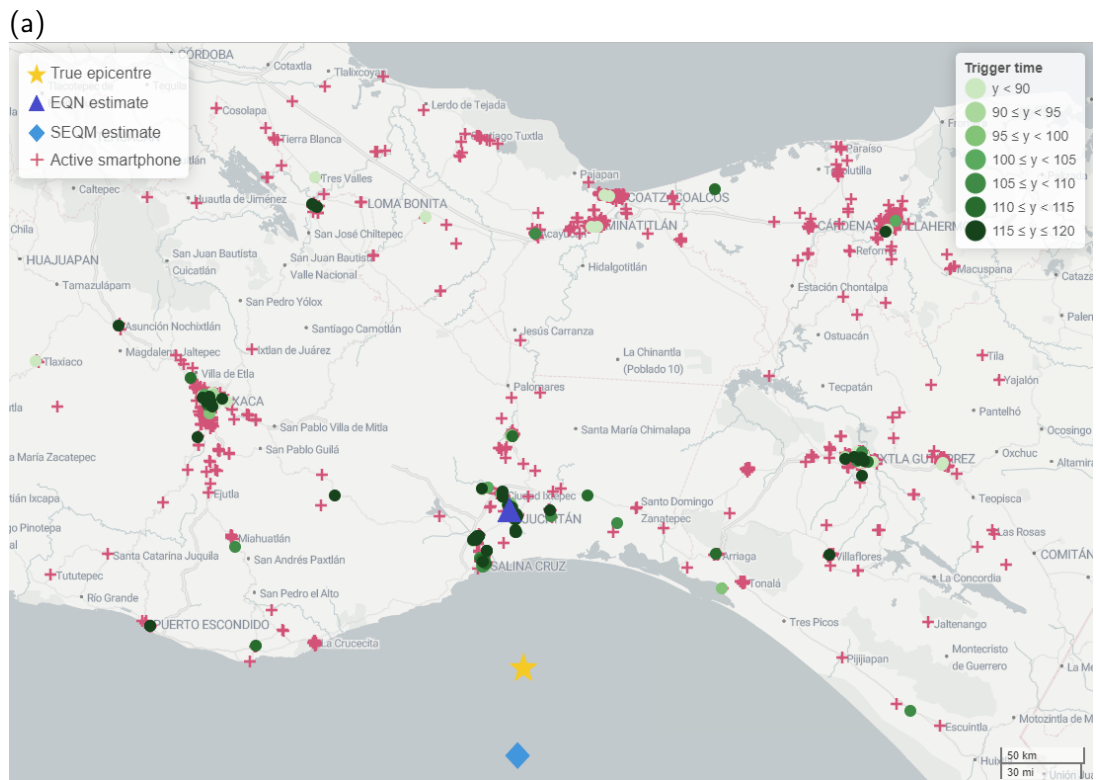 (a)
True epicentre
EQN estimate
SEQM estimate
Active smartphone
Trigger time
y < 90
90 ≤ y < 95
95 ≤ y < 100
100 ≤ y < 105
105 ≤ y < 110
110 ≤ y < 115
115 ≤ y ≤ 120
CÓRDOBA
Cotaxtla
Tlalixcoyan
Cosolapa
Lerdo de Tejada
Tierra Blanca
Caltepec
Tres Valles
Pajapan
Paraíso
Huautla de Jiménez
LOMA BONITA
COATZACOALCOS
Chila
San José Chiltepec
MINATITLÁN
CÁRDENAS
HUAJUAPAN
San Juan Bautista
Cuicatlán
San Juan Bautista
Valle Nacional
Hidalgotitlán
Reforma
Macuspana
Tamazulápam
Estación Chontalpa
San Pedro Yólox
Asunción Nochixtlán
Santiago Camotlán
Jesús Carranza
Ostuacán
Magdalena Jaltepec
Ixtlan de Juárez
La Chinantla
(Poblado 10)
Tila
Tlaxiaco
Villa de Etla
Palomares
Tecpatán
Yajalón
San Pablo Villa de Mitla
Santa María Chimalapa
Pantelhó
Ocosingo
San Pablo Guilá
Oxchuc
Altamira
Ejutla
Ciudad Ixtepec
Santo Domingo
Zanatepec
Teopisca
JUCHITÁN
Las Rosas
Miahuatlán
Santa Catarina Juquila
San Andrés Paxtlán
SALINA CRUZ
Arriaga
Villaflores
COMITÁN
Tututepec
Tonalá
La Concordia
Río Grande
San Pedro el Alto
PUERTO ESCONDIDO
Tres Picos
Jaltenango
La Crucecita
Pijijiapan
Montecristo
de Guerrero
Escuintla
Motozintla de
50 km
30 mi